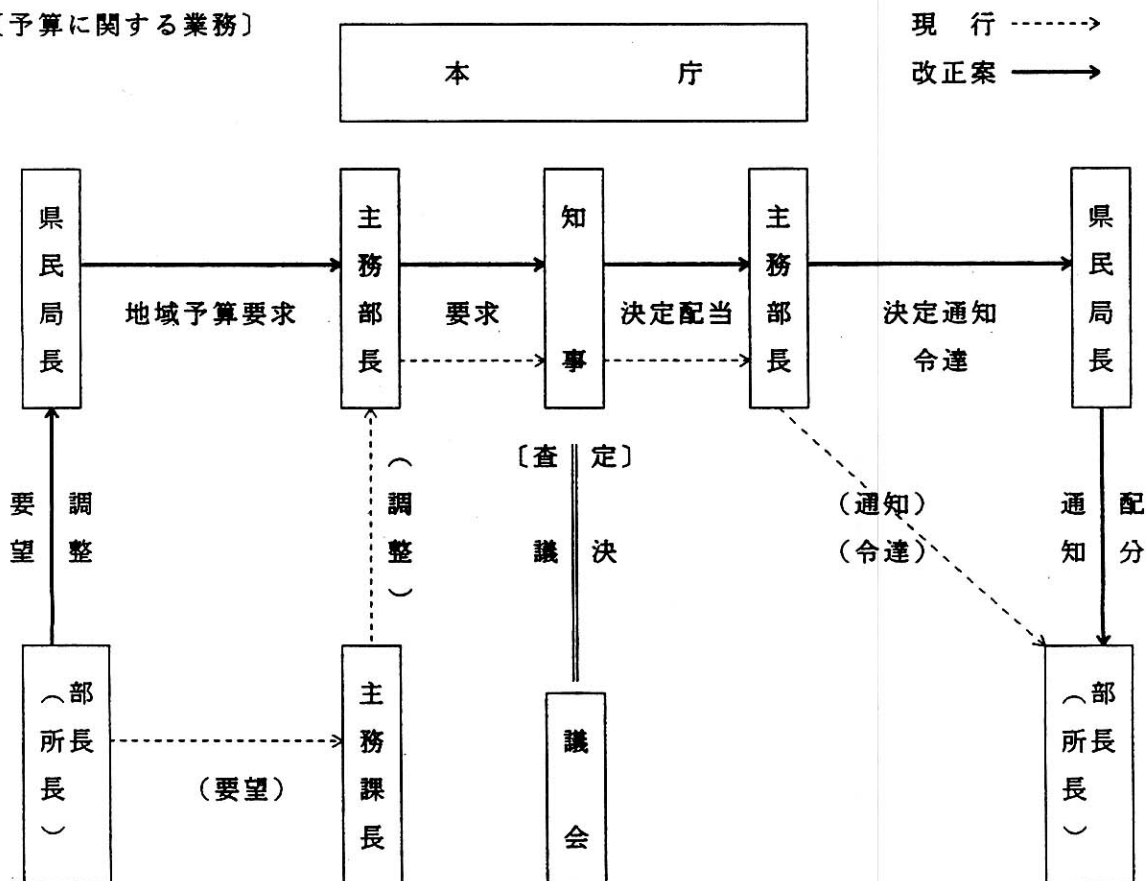 〔予算に関する業務〕
現行
改正案
本庁
県民局長
主務部長
知事
主務部長
県民局長
地域予算要求
要求
決定配当
決定通知
令達
要望
調整
（調整）
〔査定〕
議決
（通知）
（令達）
通知
配分
部長
（所長）
（要望）
主務課長
議会
部長
（所長）